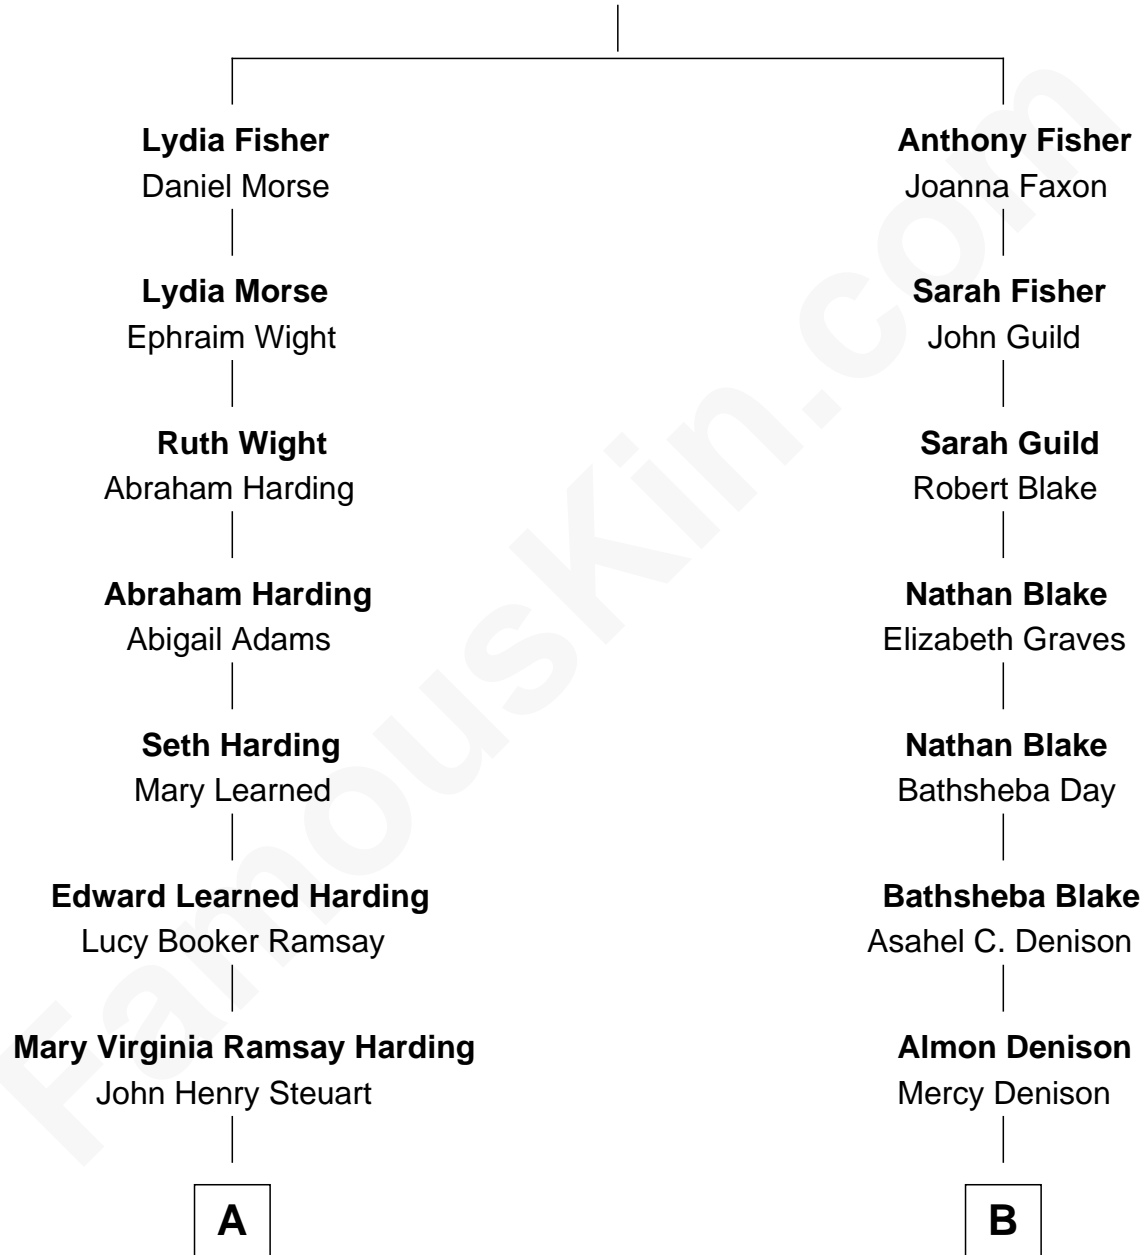 Lydia Fisher
Daniel Morse
Lydia Morse
Ephraim Wight
Ruth Wight
Abraham Harding
Abraham Harding
Abigail Adams
Seth Harding
Mary Learned
Edward Learned Harding
Lucy Booker Ramsay
Mary Virginia Ramsay Harding
John Henry Steuart
A
Anthony Fisher
Joanna Faxon
Sarah Fisher
John Guild
Sarah Guild
Robert Blake
Nathan Blake
Elizabeth Graves
Nathan Blake
Bathsheba Day
Bathsheba Blake
Asahel C. Denison
Almon Denison
Mercy Denison
B
FamousKin.com